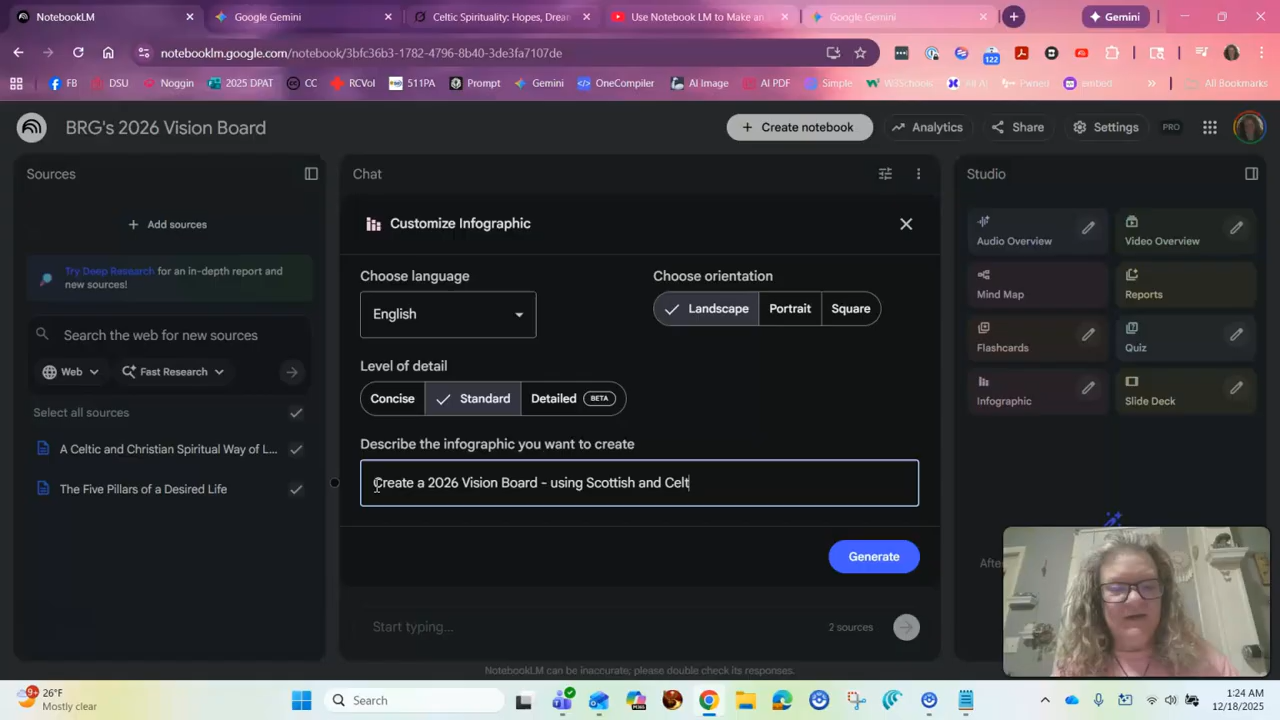 NotebookLM
Google Gemini
Celtic Spirituality: Hopes, Drea
Use Notebook LM to Make an
Google Gemini
Gemini
notebooklm.google.com/notebook/3bfc36b3-1782-4796-8b40-3de3fa7107de
122
FB
DSU
Noggin
2025 DPAT
CC
RCVol
511PA
Prompt
Gemini
OneCompiler
AI Image
AI PDF
Simple
W3Schools
All AI
Pwned
embed
All Bookmarks
BRG's 2026 Vision Board
Create notebook
Analytics
Share
Settings
PRO
Sources
Chat
Studio
Add sources
Try Deep Research for an in-depth report and
new sources!
Search the web for new sources
Web
Fast Research
Select all sources
A Celtic and Christian Spiritual Way of L...
The Five Pillars of a Desired Life
Customize Infographic
Choose language
English
Choose orientation
Landscape
Portrait
Square
Level of detail
Concise
Standard
Detailed
BETA
Describe the infographic you want to create
Create a 2026 Vision Board - using Scottish and Celt
Generate
Start typing...
2 sources
NotebookLM can be inaccurate; please double check its responses.
Audio Overview
Video Overview
Mind Map
Reports
Flashcards
Quiz
Infographic
Slide Deck
9+
26°F
Mostly clear
Search
1:24 AM
12/18/2025